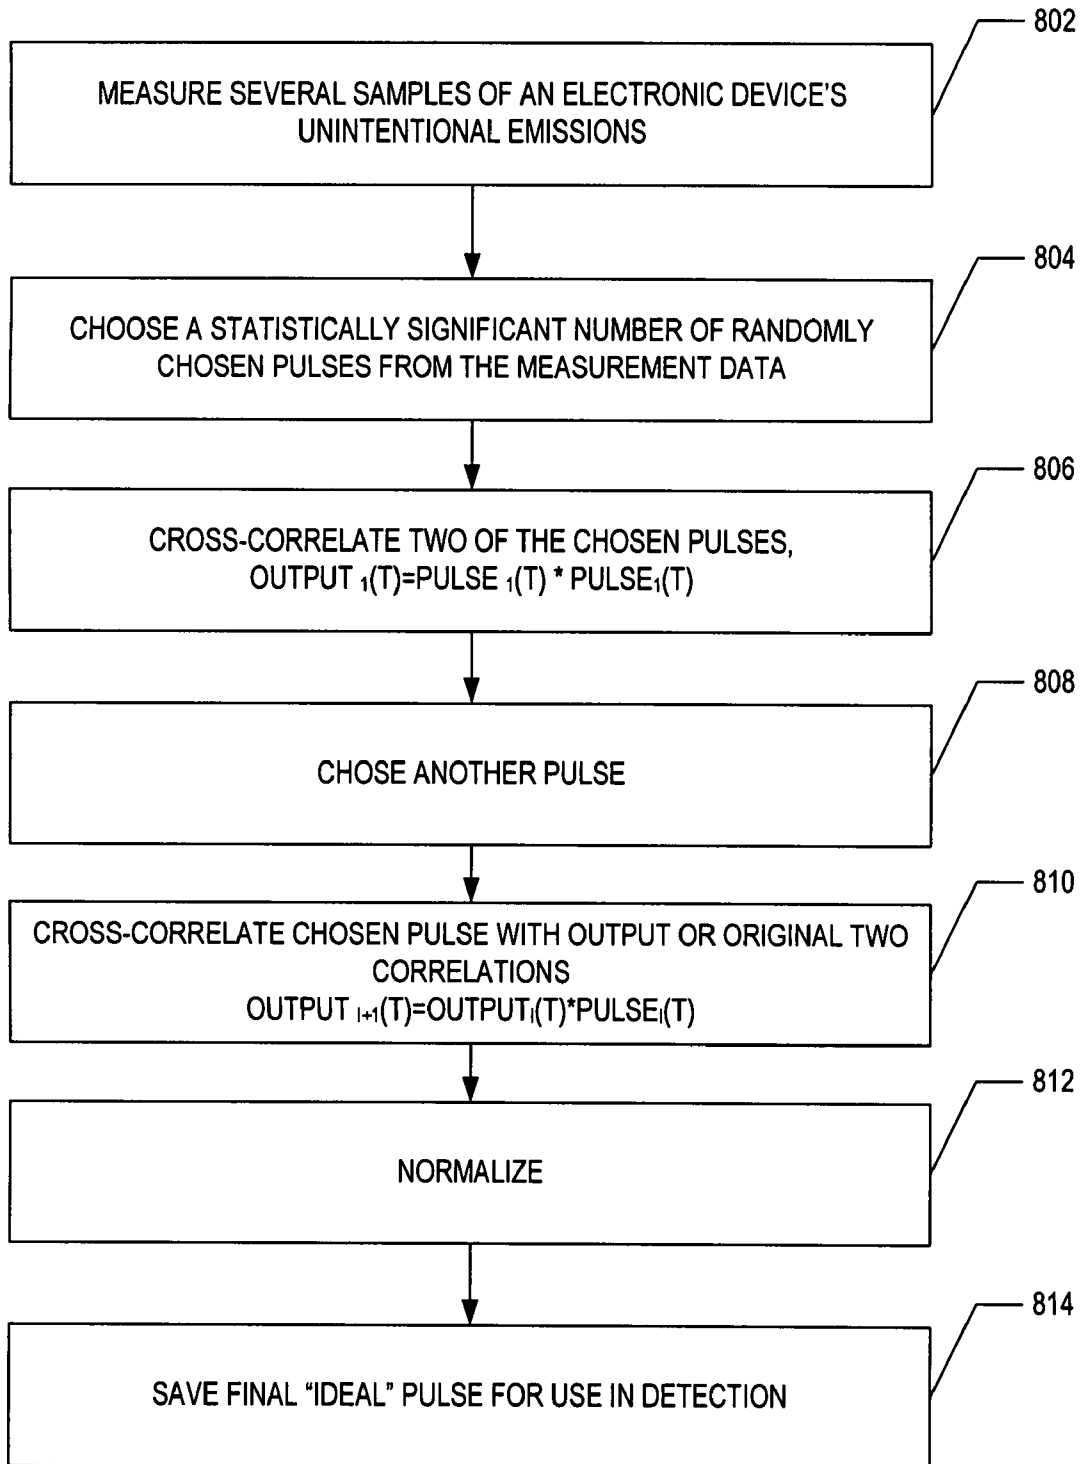 802
MEASURE SEVERAL SAMPLES OF AN ELECTRONIC DEVICE'S
UNINTENTIONAL EMISSIONS
804
CHOOSE A STATISTICALLY SIGNIFICANT NUMBER OF RANDOMLY
CHOSEN PULSES FROM THE MEASUREMENT DATA
806
CROSS-CORRELATE TWO OF THE CHOSEN PULSES,
OUTPUT ₁(T)=PULSE ₁(T) * PULSE₁(T)
808
CHOSE ANOTHER PULSE
810
CROSS-CORRELATE CHOSEN PULSE WITH OUTPUT OR ORIGINAL TWO
CORRELATIONS
OUTPUT I+1(T)=OUTPUTI(T)*PULSEI(T)
812
NORMALIZE
814
SAVE FINAL "IDEAL" PULSE FOR USE IN DETECTION